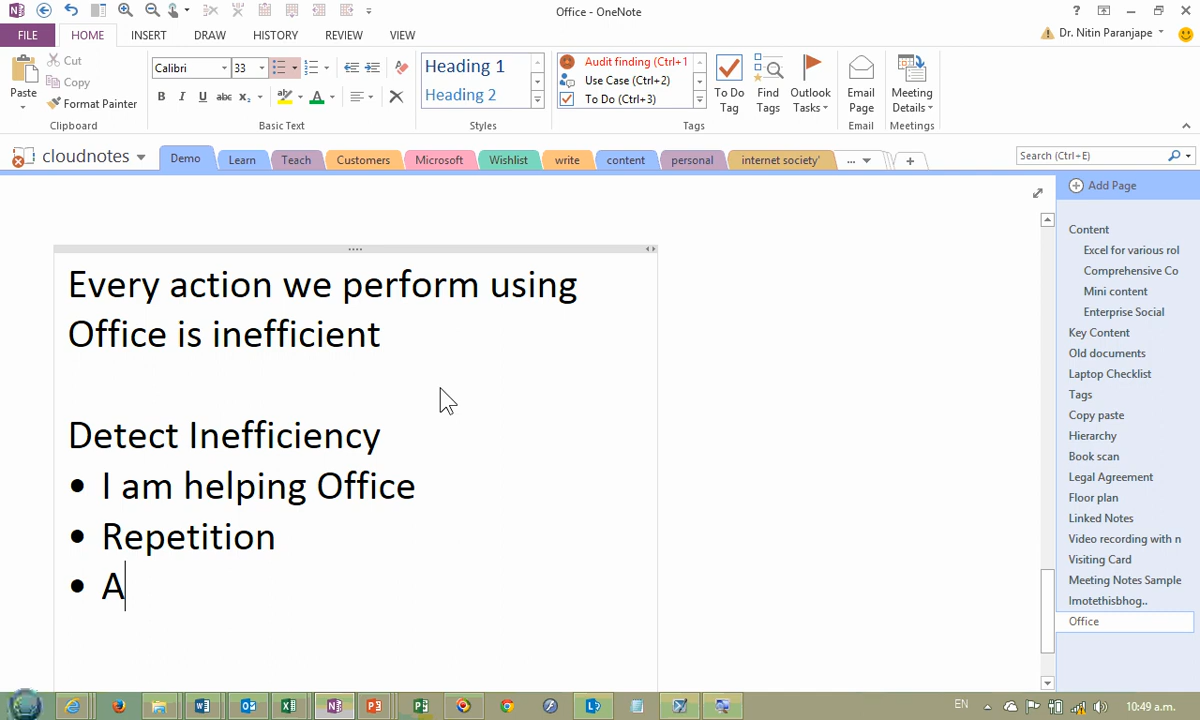 Office - OneNote
?
FILE
HOME
INSERT
DRAW
HISTORY
REVIEW
VIEW
Dr. Nitin Paranjape
Paste
Cut
Copy
Format Painter
Clipboard
Calibri
33
B I U abc x₂
A
Basic Text
Heading 1
Heading 2
Styles
Audit finding (Ctrl+1
Use Case (Ctrl+2)
To Do (Ctrl+3)
Tags
To Do
Tag
Find
Tags
Outlook
Tasks
Email
Page
Email
Meeting
Details
Meetings
cloudnotes
Demo
Learn
Teach
Customers
Microsoft
Wishlist
write
content
personal
internet society'
...
+
Search (Ctrl+E)
Every action we perform using
Office is inefficient
Detect Inefficiency
• I am helping Office
• Repetition
• A
Add Page
Content
Excel for various rol
Comprehensive Co
Mini content
Enterprise Social
Key Content
Old documents
Laptop Checklist
Tags
Copy paste
Hierarchy
Book scan
Legal Agreement
Floor plan
Linked Notes
Video recording with n
Visiting Card
Meeting Notes Sample
Imotethisbhog..
Office
EN
10:49 a.m.